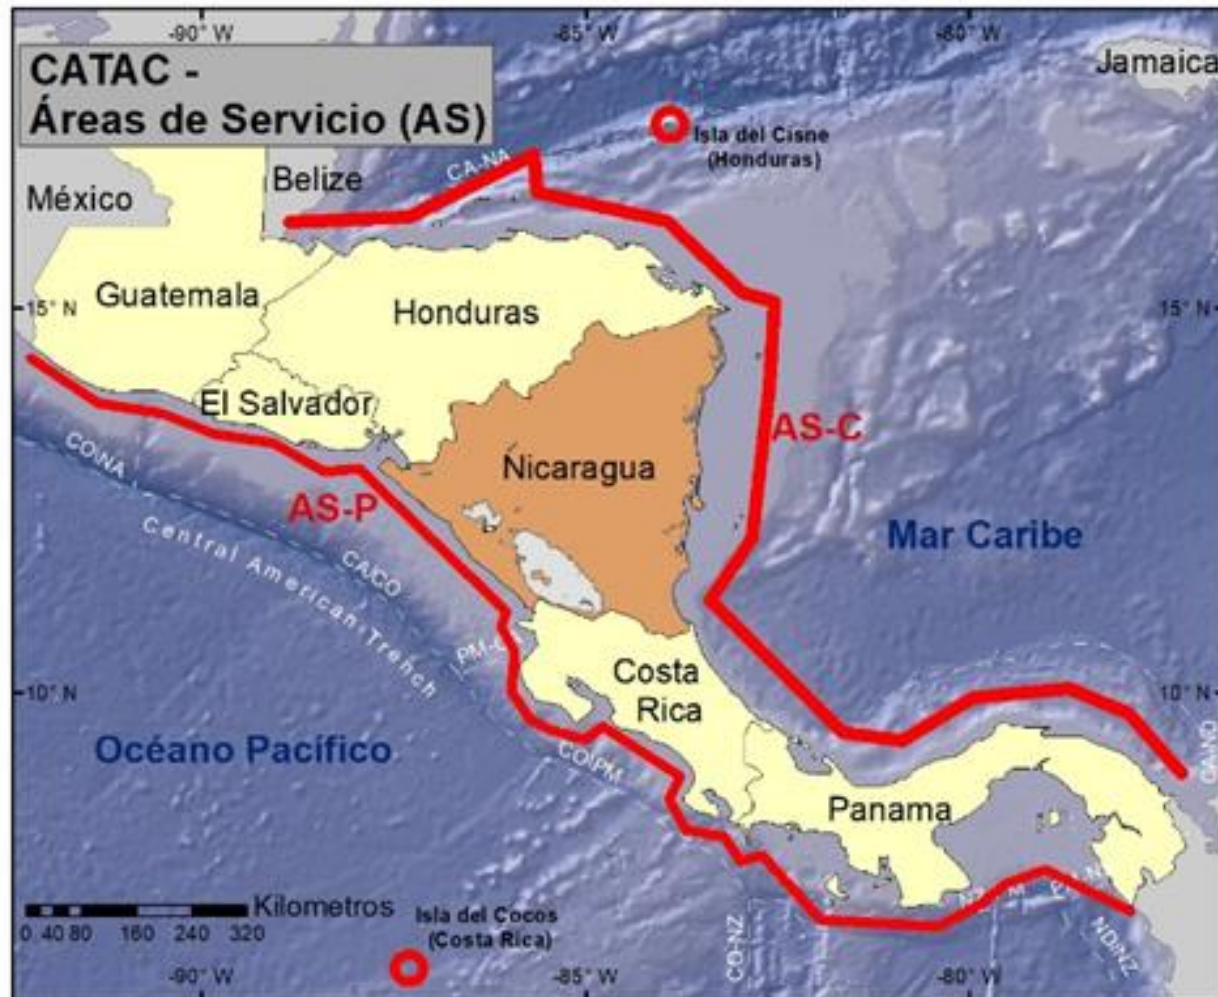 -90° W
-85° W
-80° W
CATAC -
Áreas de Servicio (AS)
Jamaica
Isla del Cisne
(Honduras)
CA-NA
Belize
México
Guatemala
Honduras
15° N
15° N
El Salvador
AS-C
CO\NA
AS-P
Nicaragua
Mar Caribe
Central American Trench
CA/CO
Costa
Rica
10° N
10° N
Océano Pacífico
CO\PM
Panama
Kilometros
0 40 80 160 240 320
Isla del Cocos
(Costa Rica)
CO-NZ
ND/NZ
-90° W
-85° W
-80° W